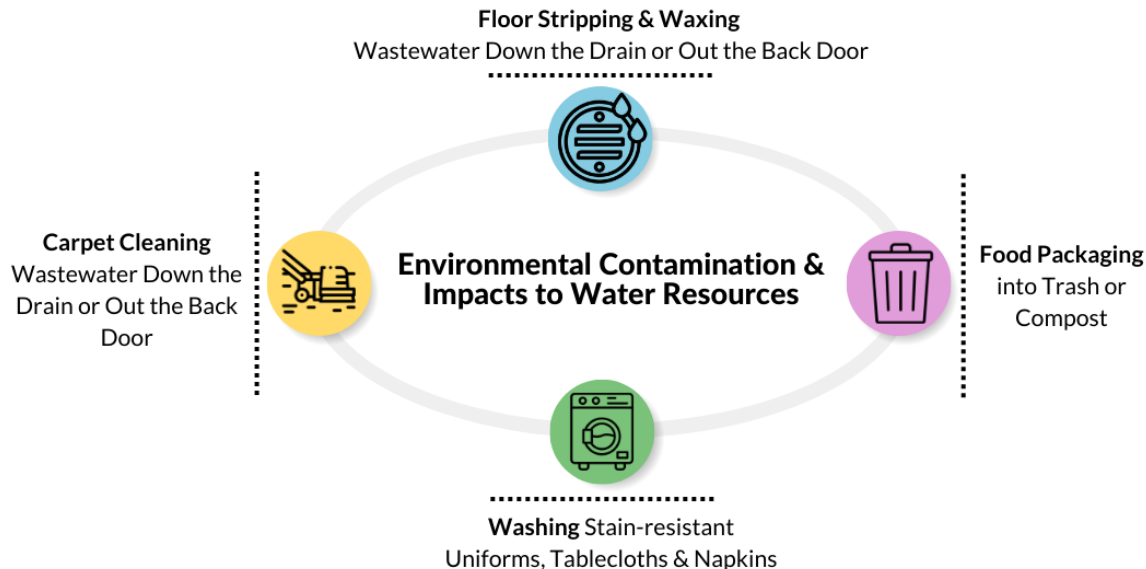 Floor Stripping & Waxing
Wastewater Down the Drain or Out the Back Door
Carpet Cleaning
Wastewater Down the
Drain or Out the Back
Door
Environmental Contamination &
Impacts to Water Resources
Food Packaging
into Trash or
Compost
Washing Stain-resistant
Uniforms, Tablecloths & Napkins